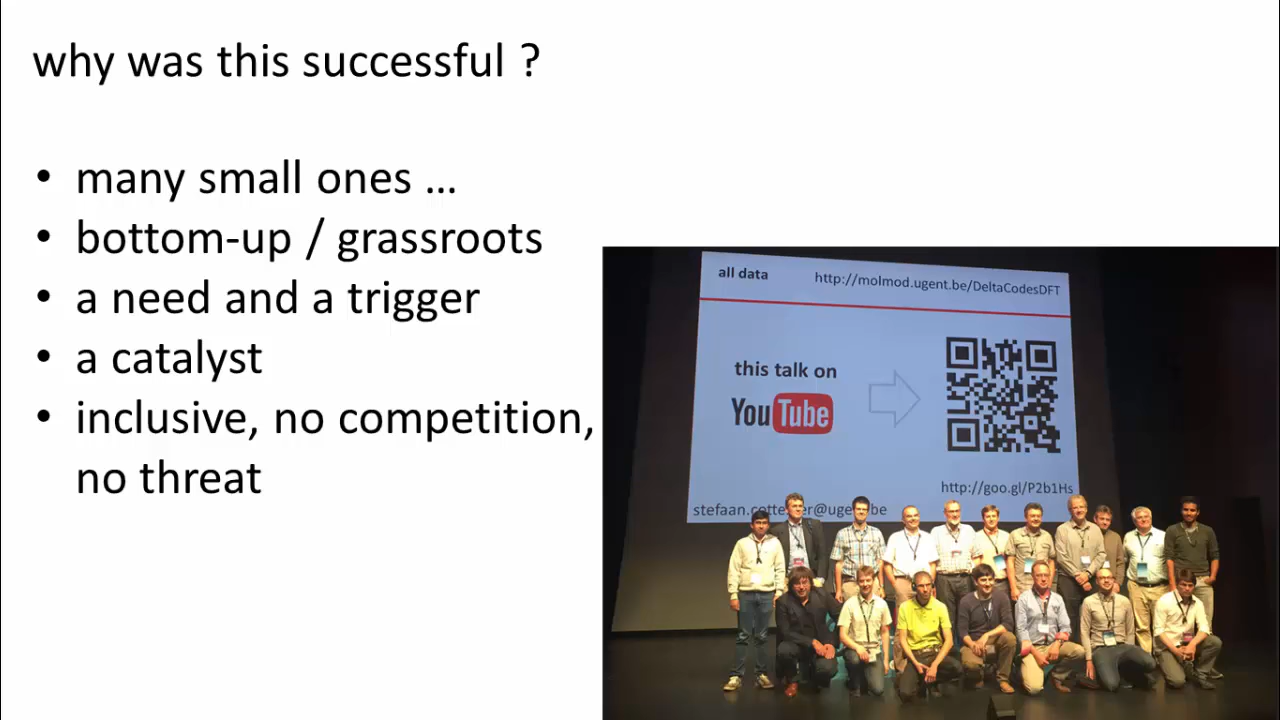 why was this successful ?
• many small ones …
• bottom-up / grassroots
• a need and a trigger
• a catalyst
• inclusive, no competition,
no threat
all data http://molmod.ugent.be/DeltaCodesDFT
this talk on
YouTube
http://goo.gl/P2b1Hs